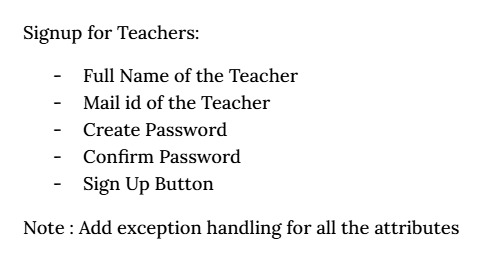 Signup for Teachers:
- Full Name of the Teacher
- Mail id of the Teacher
- Create Password
- Confirm Password
- Sign Up Button
Note : Add exception handling for all the attributes